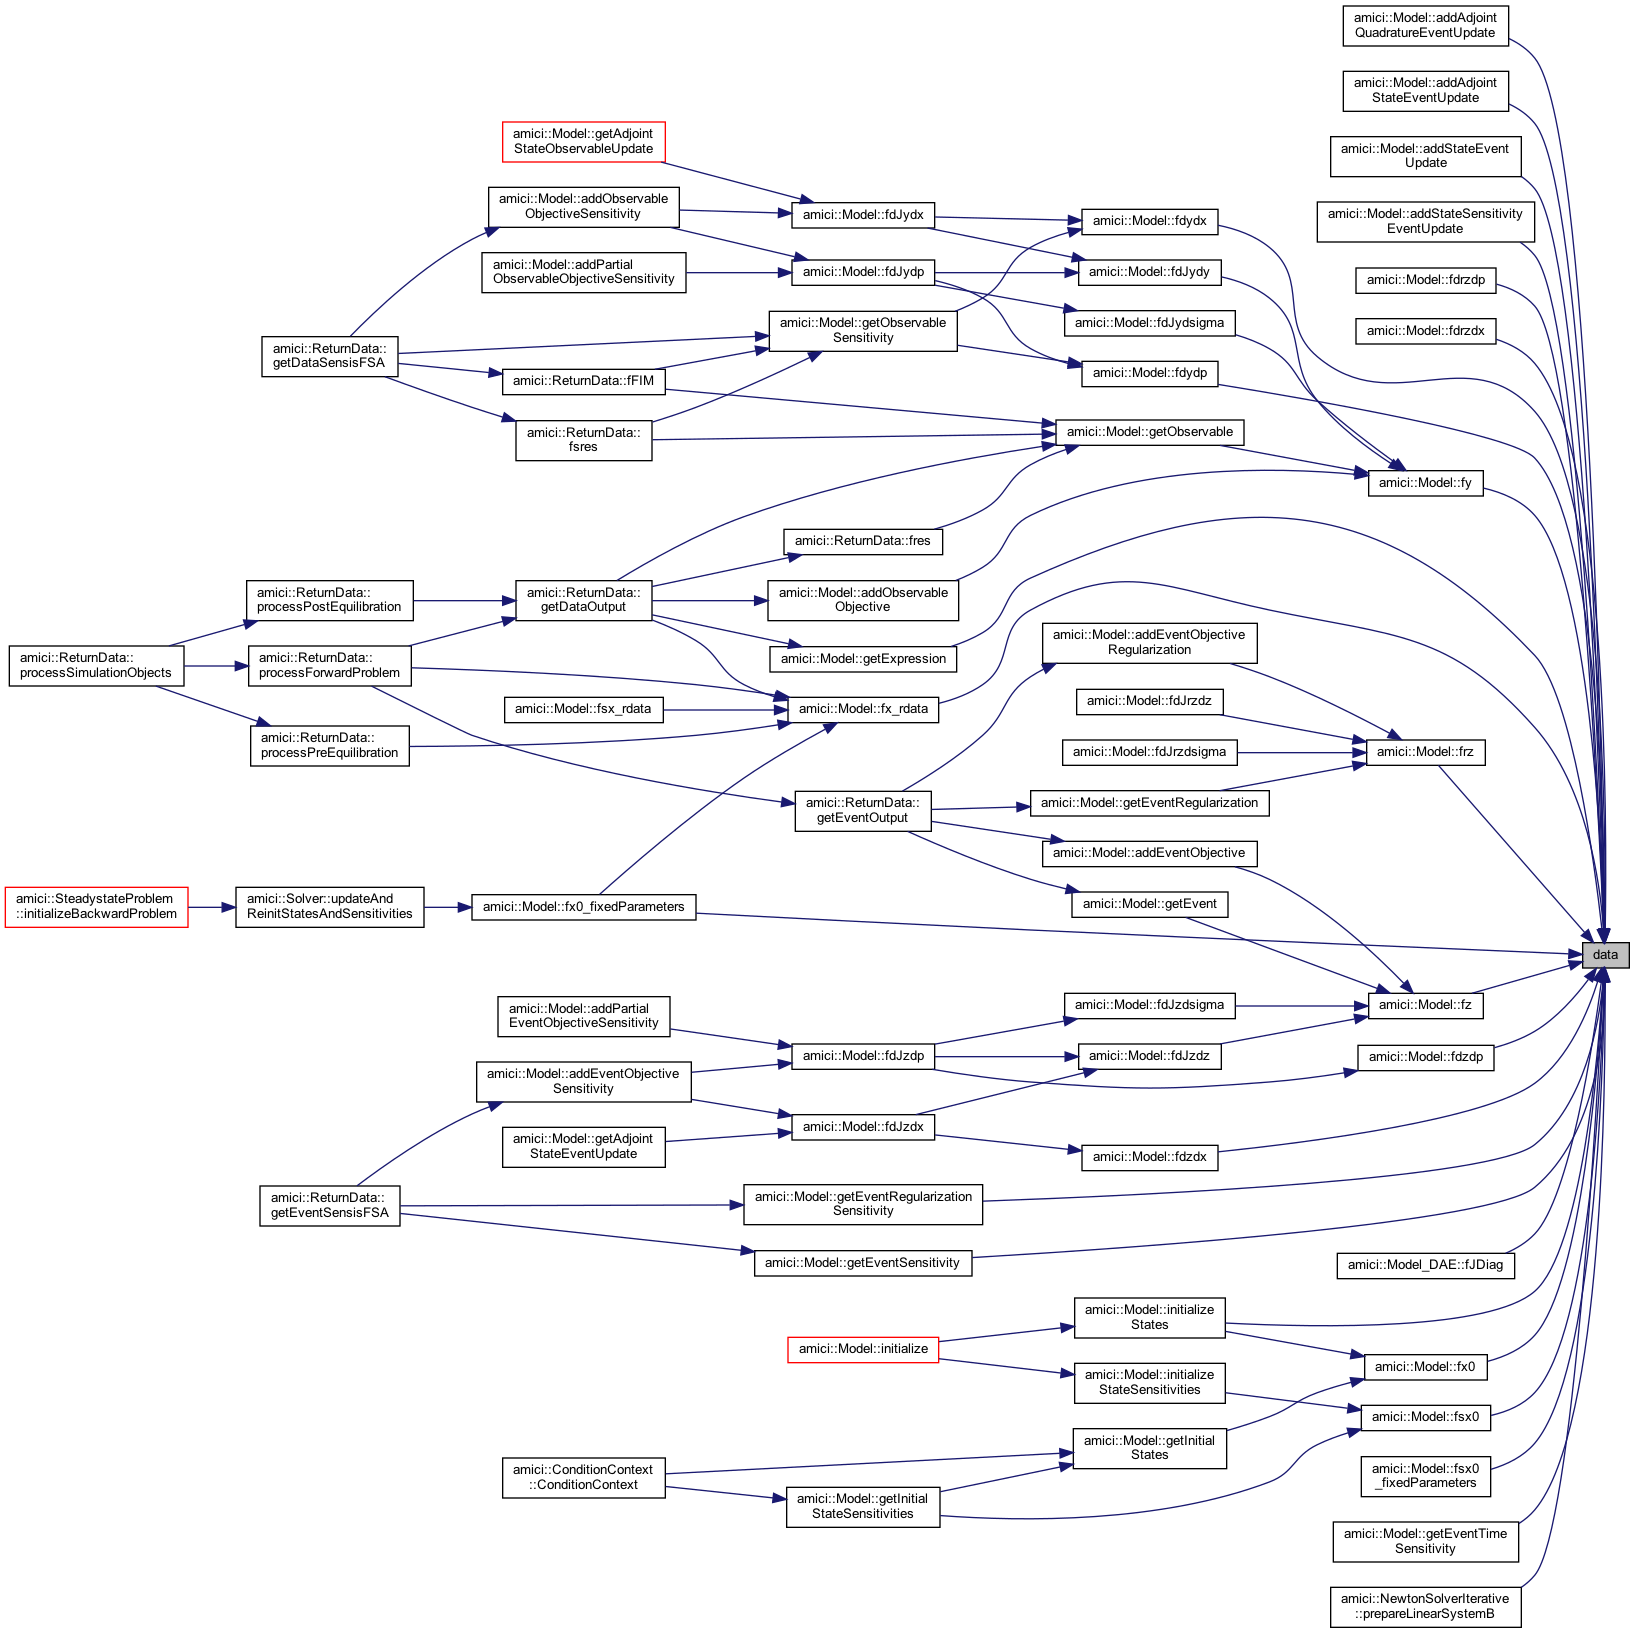 amici::Model::addAdjoint
QuadratureEventUpdate
amici::Model::addAdjoint
StateEventUpdate
amici::Model::addStateEvent
Update
amici::Model::addStateSensitivity
EventUpdate
amici::Model::fdrzdp
amici::Model::fdrzdx
amici::Model::getAdjoint
StateObservableUpdate
amici::Model::addObservable
ObjectiveSensitivity
amici::Model::fdJydx
amici::Model::fdydx
amici::Model::addPartial
ObservableObjectiveSensitivity
amici::Model::fdJydp
amici::Model::fdJydy
amici::Model::getObservable
Sensitivity
amici::Model::fdJydsigma
amici::ReturnData::
getDataSensisFSA
amici::ReturnData::fFIM
amici::Model::fdydp
amici::ReturnData::
fsres
amici::Model::getObservable
amici::Model::fy
amici::ReturnData::fres
amici::ReturnData::
processPostEquilibration
amici::ReturnData::
getDataOutput
amici::Model::addObservable
Objective
amici::ReturnData::
processSimulationObjects
amici::ReturnData::
processForwardProblem
amici::Model::getExpression
amici::Model::addEventObjective
Regularization
amici::Model::fsx_rdata
amici::Model::fx_rdata
amici::Model::fdJrzdz
amici::ReturnData::
processPreEquilibration
amici::Model::fdJrzdsigma
amici::Model::frz
amici::ReturnData::
getEventOutput
amici::Model::getEventRegularization
amici::Model::addEventObjective
amici::SteadystateProblem
::initializeBackwardProblem
amici::Solver::updateAnd
ReinitStatesAndSensitivities
amici::Model::fx0_fixedParameters
amici::Model::getEvent
data
amici::Model::addPartial
EventObjectiveSensitivity
amici::Model::fdJzdsigma
amici::Model::fz
amici::Model::fdJzdp
amici::Model::fdJzdz
amici::Model::fdzdp
amici::Model::addEventObjective
Sensitivity
amici::Model::getAdjoint
StateEventUpdate
amici::Model::fdJzdx
amici::Model::fdzdx
amici::ReturnData::
getEventSensisFSA
amici::Model::getEventRegularization
Sensitivity
amici::Model::getEventSensitivity
amici::Model_DAE::fJDiag
amici::Model::initialize
amici::Model::initialize
States
amici::Model::initialize
StateSensitivities
amici::Model::fx0
amici::Model::fsx0
amici::Model::getInitial
States
amici::ConditionContext
::ConditionContext
amici::Model::getInitial
StateSensitivities
amici::Model::fsx0
_fixedParameters
amici::Model::getEventTime
Sensitivity
amici::NewtonSolverIterative
::prepareLinearSystemB